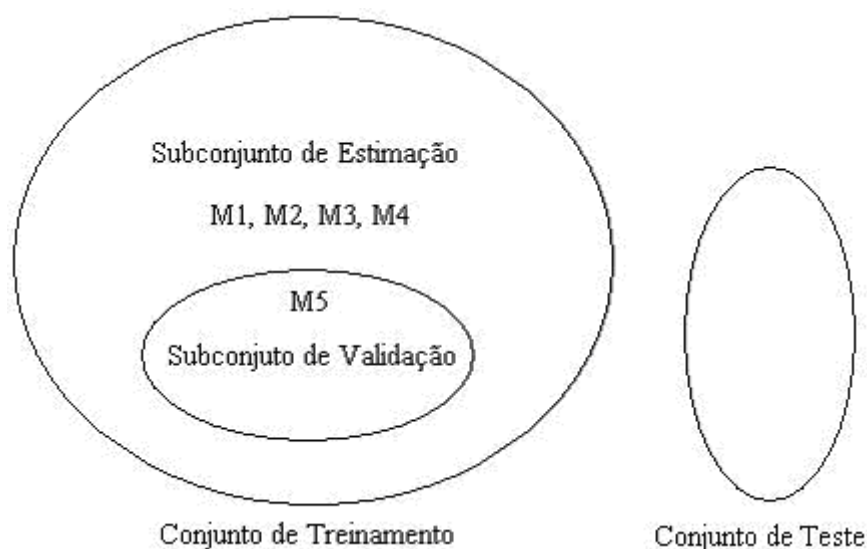 Subconjunto de Estimação
M1, M2, M3, M4
M5
Subconjuto de Validação
Conjunto de Treinamento
Conjunto de Teste